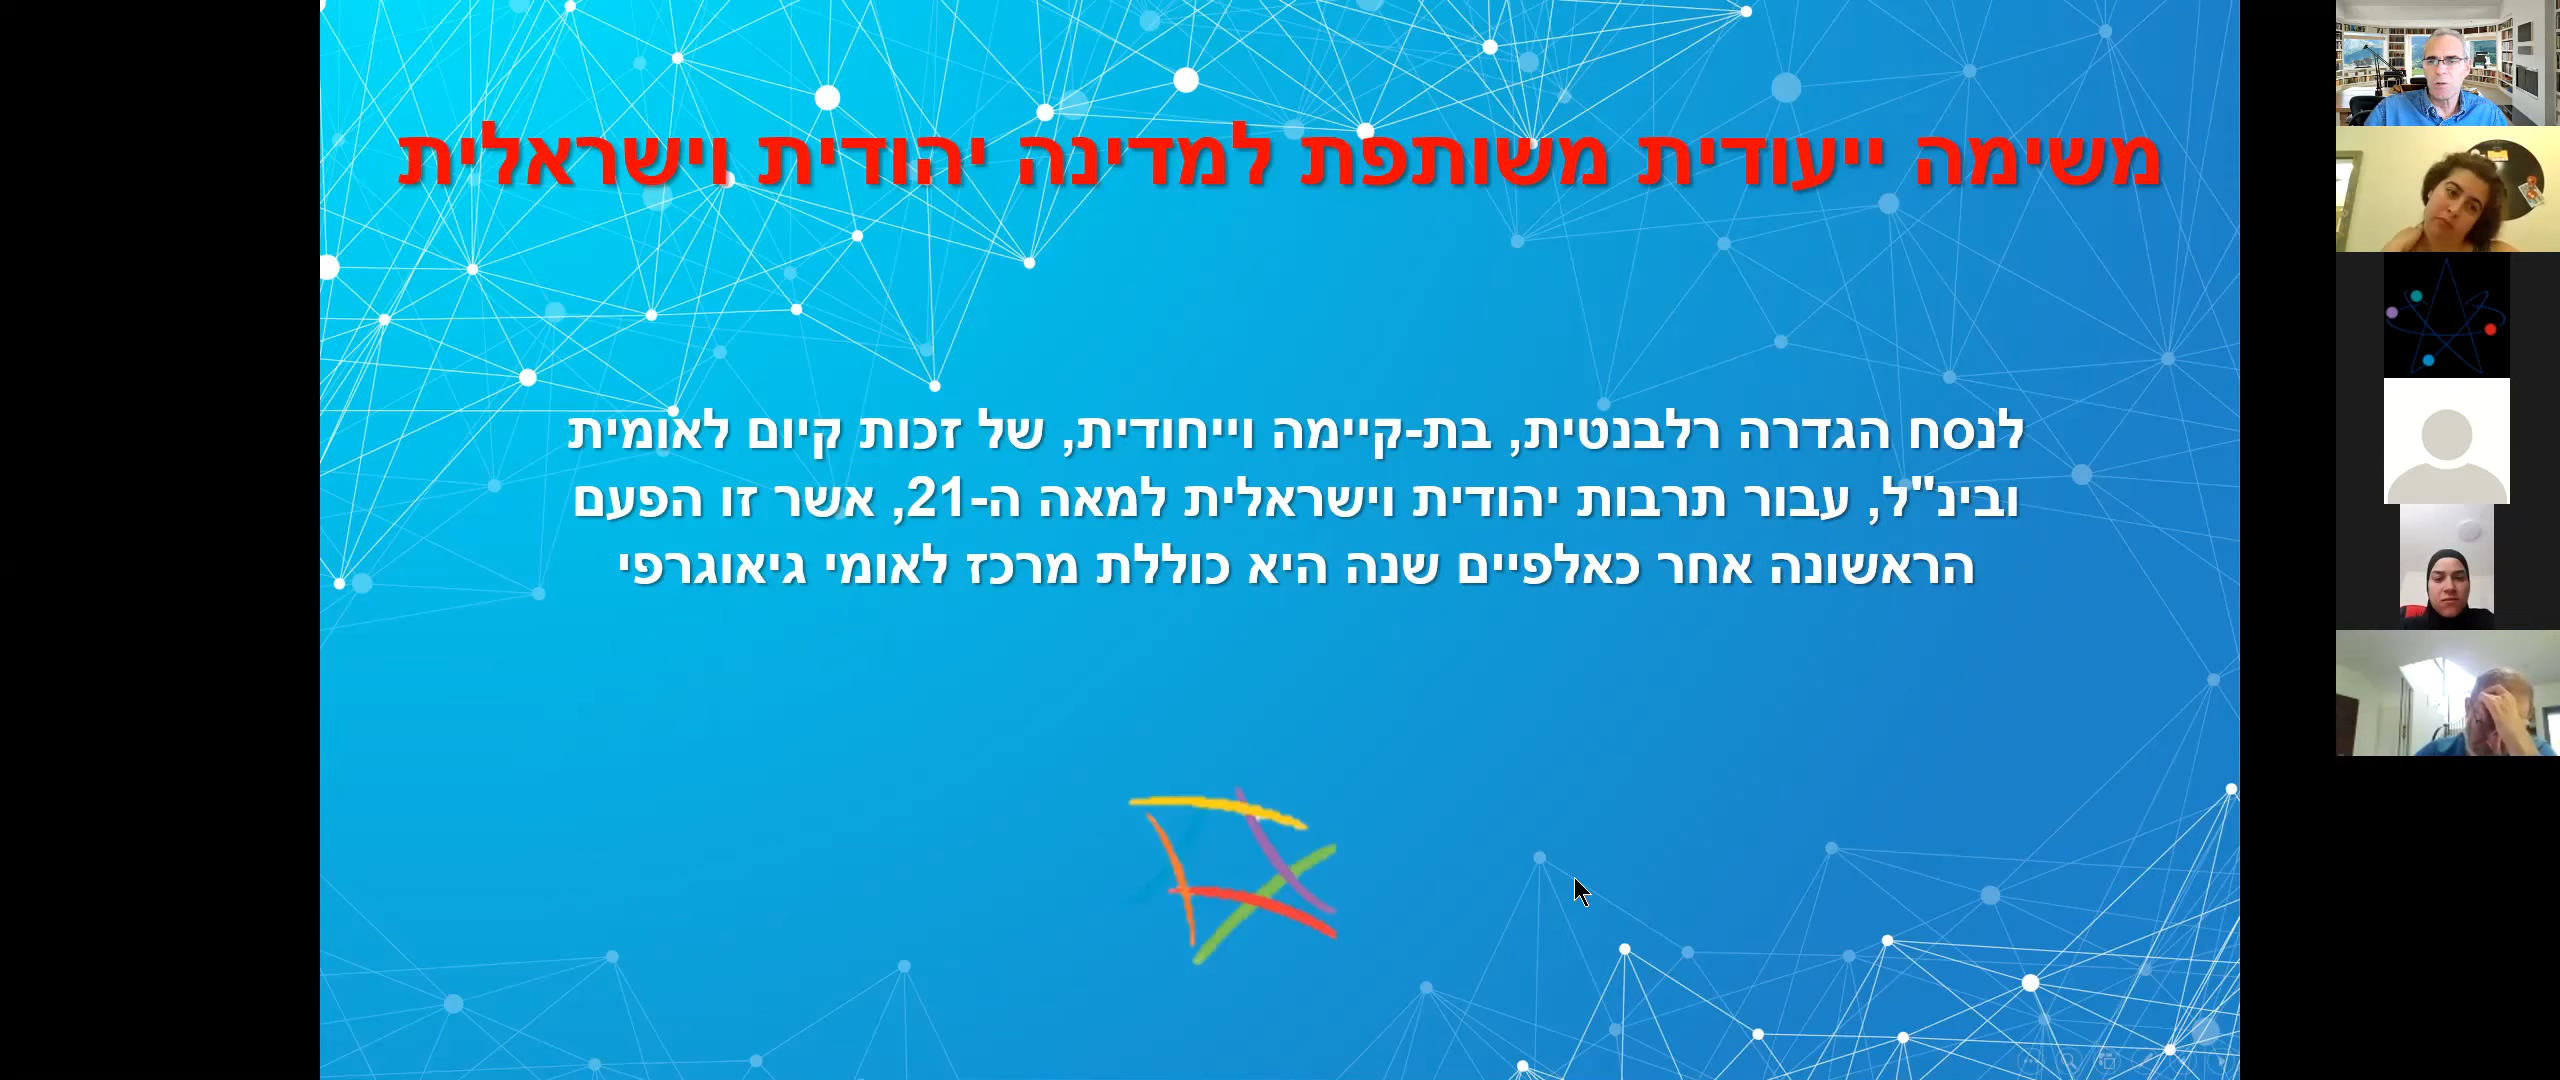 משימה ייעודית משותפת למדינה יהודית וישראלית
לנסח הגדרה רלבנטית, בת-קיימה וייחודית, של זכות קיום לאומית
ובינ"ל, עבור תרבות יהודית וישראלית למאה ה-21, אשר זו הפעם
הראשונה אחר כאלפיים שנה היא כוללת מרכז לאומי גיאוגרפי